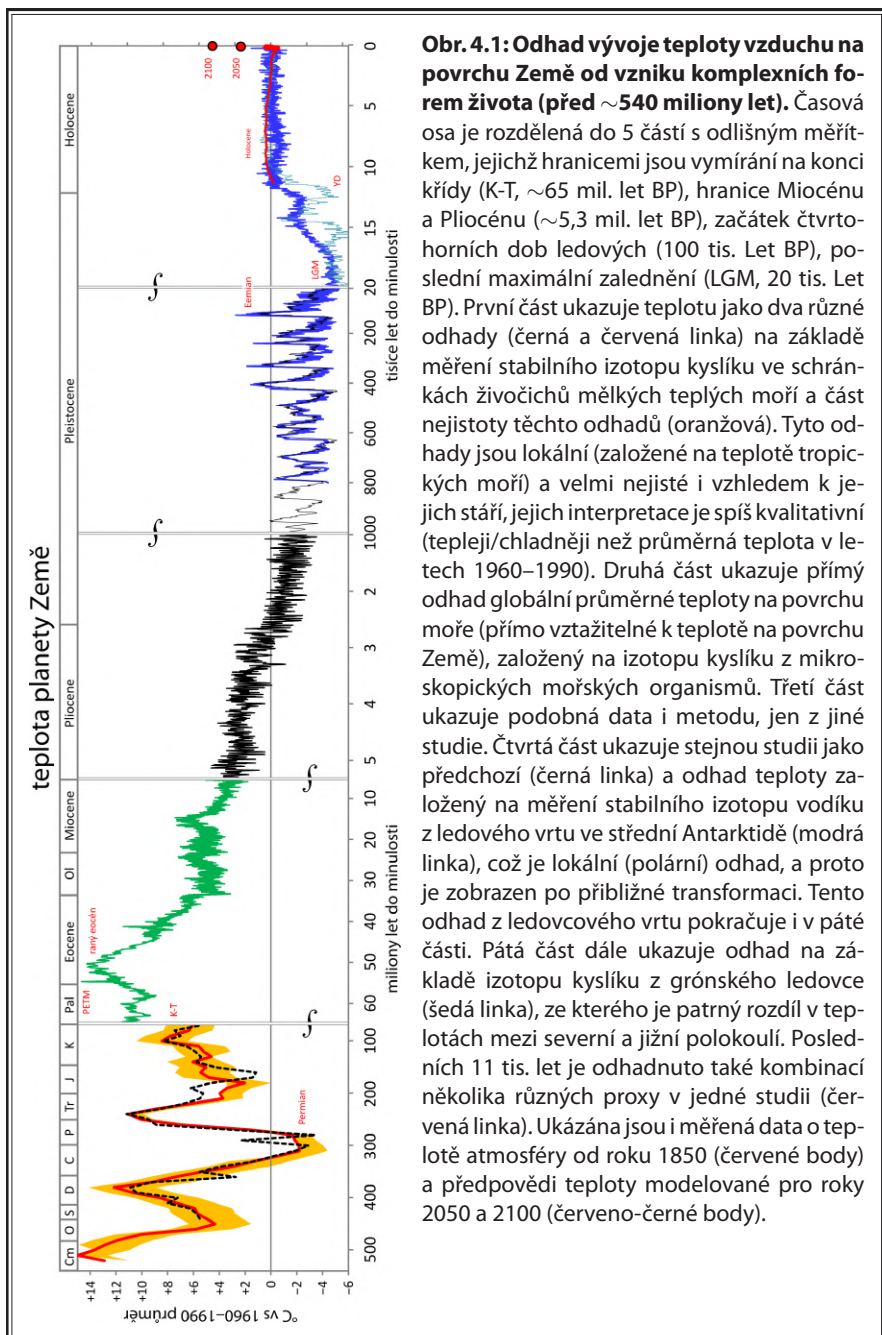 teplota planety Země
Cm
O
S
D
C
P
Tr
J
K
Pal
Eocene
Ol
Miocene
Pliocene
Pleistocene
Holocene
°C vs 1960–1990 průměr
+14
+12
+10
+8
+6
+4
+2
0
−2
−4
−6
Permian
K-T
PETM
raný eocén
Eemian
LGM
YD
Holocene
2050
2100
500
400
300
200
100
60
50
40
30
20
10
5
4
3
2
1000
800
600
400
200
20
15
10
5
0
miliony let do minulosti
tisíce let do minulosti
Obr. 4.1: Odhad vývoje teploty vzduchu na
povrchu Země od vzniku komplexních fo-
rem života (před ∼540 miliony let). Časová
osa je rozdělená do 5 částí s odlišným měřít-
kem, jejichž hranicemi jsou vymírání na konci
křídy (K-T, ∼65 mil. let BP), hranice Miocénu
a Pliocénu (∼5,3 mil. let BP), začátek čtvrto-
horních dob ledových (100 tis. Let BP), po-
slední maximální zalednění (LGM, 20 tis. Let
BP). První část ukazuje teplotu jako dva různé
odhady (černá a červená linka) na základě
měření stabilního izotopu kyslíku ve schrán-
kách živočichů mělkých teplých moří a část
nejistoty těchto odhadů (oranžová). Tyto od-
hady jsou lokální (založené na teplotě tropic-
kých moří) a velmi nejisté i vzhledem k je-
jich stáří, jejich interpretace je spíš kvalitativní
(tepleji/chladněji než průměrná teplota v le-
tech 1960–1990). Druhá část ukazuje přímý
odhad globální průměrné teploty na povrchu
moře (přímo vztažitelné k teplotě na povrchu
Země), založený na izotopu kyslíku z mikro-
skopických mořských organismů. Třetí část
ukazuje podobná data i metodu, jen z jiné
studie. Čtvrtá část ukazuje stejnou studii jako
předchozí (černá linka) a odhad teploty za-
ložený na měření stabilního izotopu vodíku
z ledového vrtu ve střední Antarktidě (modrá
linka), což je lokální (polární) odhad, a proto
je zobrazen po přibližné transformaci. Tento
odhad z ledovcového vrtu pokračuje i v páté
části. Pátá část dále ukazuje odhad na zá-
kladě izotopu kyslíku z grónského ledovce
(šedá linka), ze kterého je patrný rozdíl v tep-
lotách mezi severní a jižní polokoulí. Posled-
ních 11 tis. let je odhadnuto také kombinací
několika různých proxy v jedné studii (čer-
vená linka). Ukázána jsou i měřená data o tep-
lotě atmosféry od roku 1850 (červené body)
a předpovědi teploty modelované pro roky
2050 a 2100 (červeno-černé body).